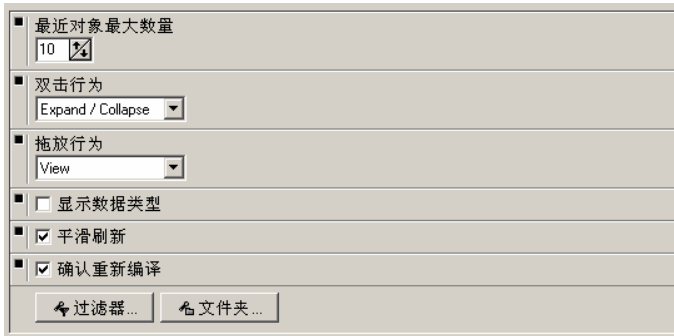 最近对象最大数量
10
双击行为
Expand / Collapse
拖放行为
View
显示数据类型
平滑刷新
确认重新编译
过滤器... 文件夹...